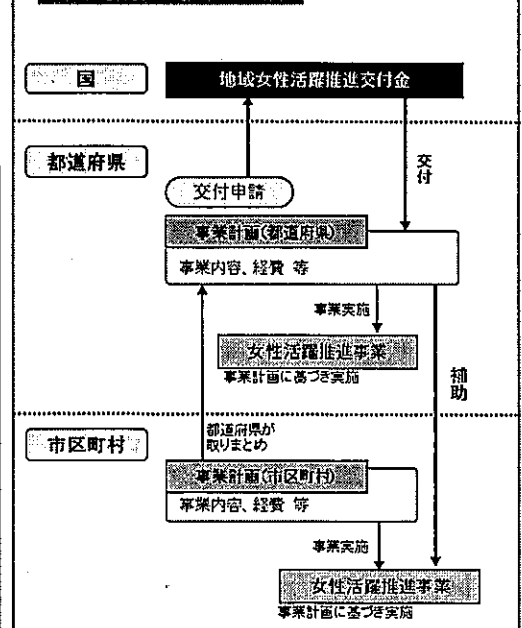 国
地域女性活躍推進交付金
都道府県
交付
交付申請
事業計画(都道府県)
事業内容、経費 等
事業実施
女性活躍推進事業
事業計画に基づき実施
補助
市区町村
都道府県が
取りまとめ
事業計画(市区町村)
事業内容、経費 等
事業実施
女性活躍推進事業
事業計画に基づき実施